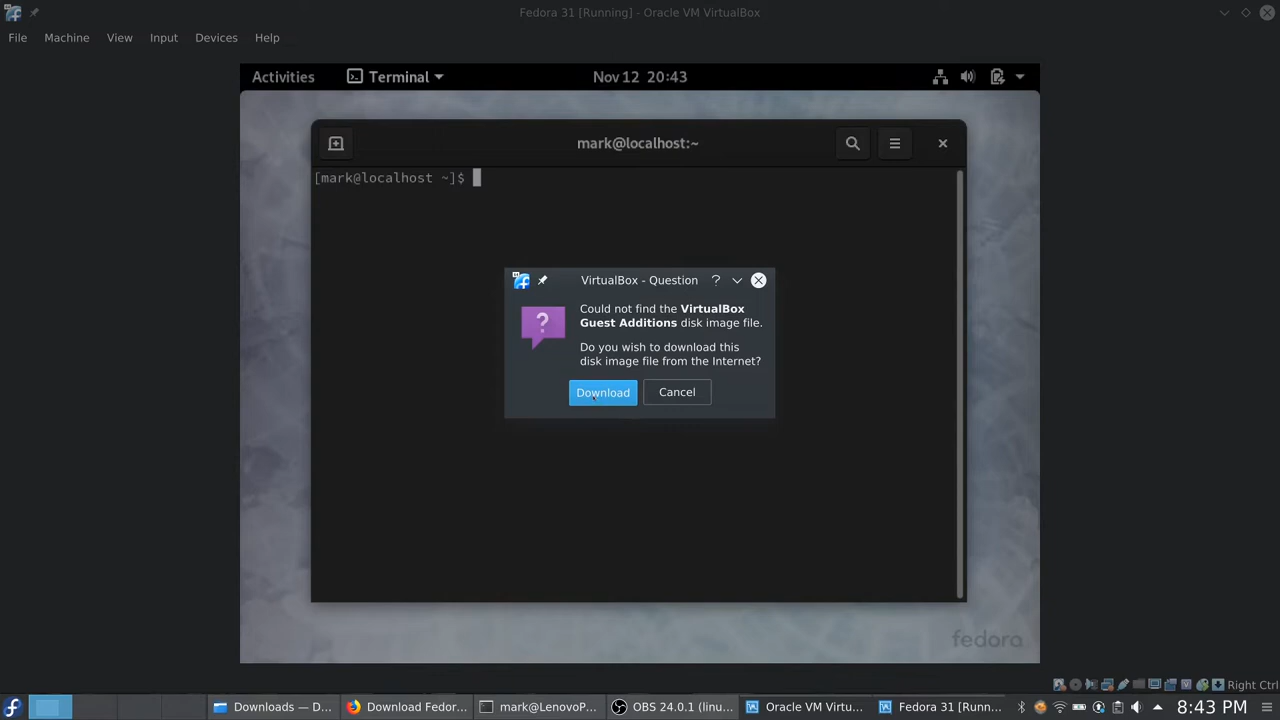 Fedora 31 [Running] - Oracle VM VirtualBox
File Machine View Input Devices Help
Activities Terminal Nov 12 20:43
mark@localhost:~
[mark@localhost ~]$
VirtualBox - Question ?
Could not find the VirtualBox
Guest Additions disk image file.
Do you wish to download this
disk image file from the Internet?
Download Cancel
fedora
Right Ctrl
Downloads — D... Download Fedor... mark@LenovoP... OBS 24.0.1 (linu... Oracle VM Virtu... Fedora 31 [Runn... 8:43 PM